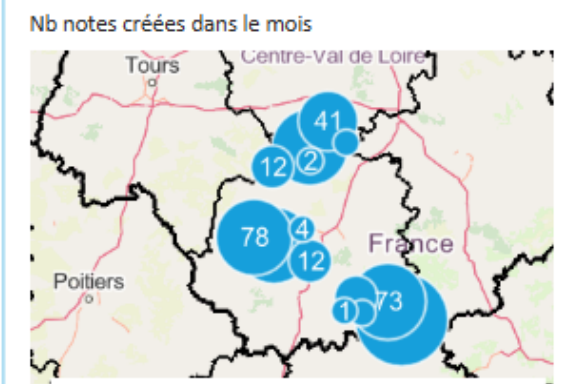 Nb notes créées dans le mois
Centre-Val de Loire
Tours
41
12
2
78
4
12
France
Poitiers
1
73